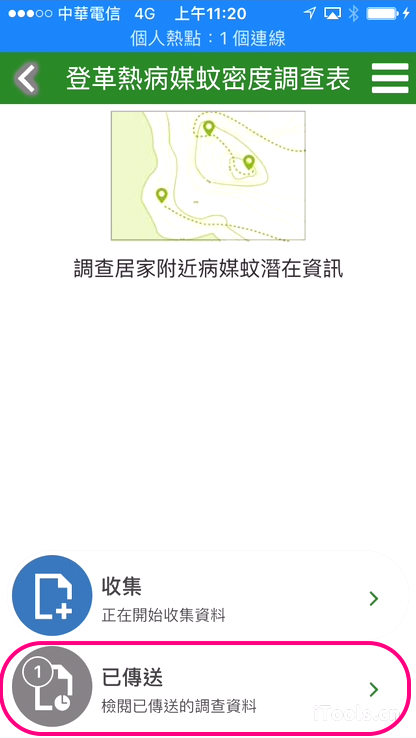 中華電信 4G 上午11:20
個人熱點：1 個連線
登革熱病媒蚊密度調查表
調查居家附近病媒蚊潛在資訊
收集
正在開始收集資料
1
已傳送
檢閱已傳送的調查資料
iTools.cn